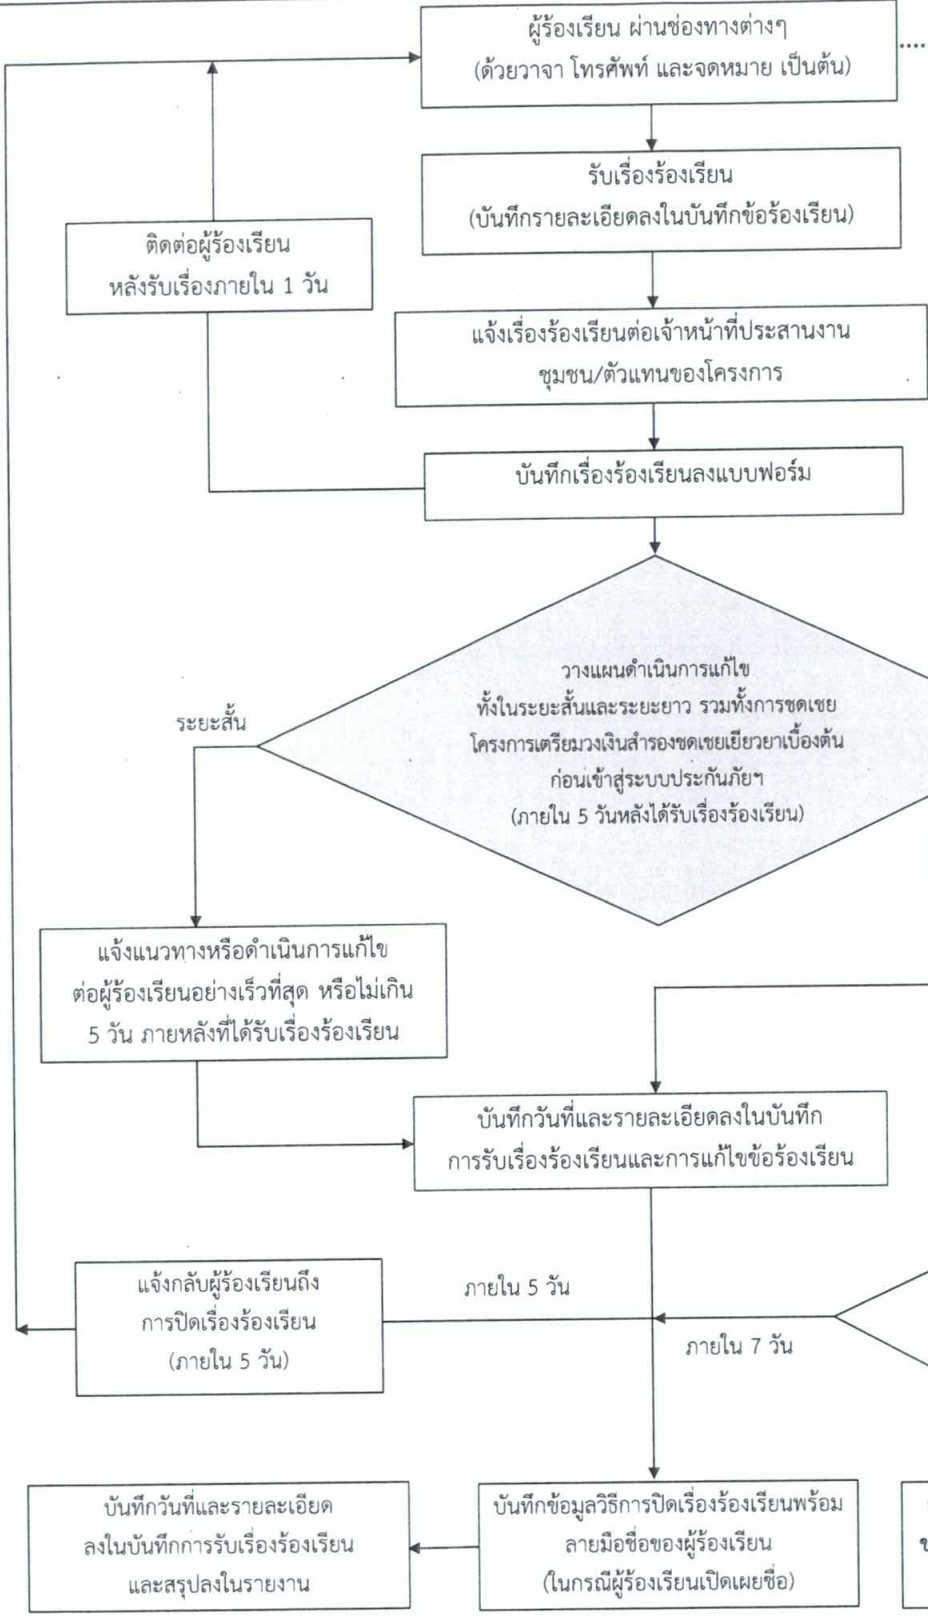 ผู้ร้องเรียน ผ่านช่องทางต่างๆ
(ด้วยวาจา โทรศัพท์ และจดหมาย เป็นต้น)
รับเรื่องร้องเรียน
(บันทึกรายละเอียดลงในบันทึกข้อร้องเรียน)
ติดต่อผู้ร้องเรียน
หลังรับเรื่องภายใน 1 วัน
แจ้งเรื่องร้องเรียนต่อเจ้าหน้าที่ประสานงาน
ชุมชน/ตัวแทนของโครงการ
บันทึกเรื่องร้องเรียนลงแบบฟอร์ม
วางแผนดำเนินการแก้ไข
ทั้งในระยะสั้นและระยะยาว รวมทั้งการชดเชย
โครงการเตรียมวงเงินสำรองชดเชยเยียวยาเบื้องต้น
ก่อนเข้าสู่ระบบประกันภัยฯ
(ภายใน 5 วันหลังได้รับเรื่องร้องเรียน)
ระยะสั้น
แจ้งแนวทางหรือดำเนินการแก้ไข
ต่อผู้ร้องเรียนอย่างเร็วที่สุด หรือไม่เกิน
5 วัน ภายหลังที่ได้รับเรื่องร้องเรียน
บันทึกวันที่และรายละเอียดลงในบันทึก
การรับเรื่องร้องเรียนและการแก้ไขข้อร้องเรียน
แจ้งกลับผู้ร้องเรียนถึง
การปิดเรื่องร้องเรียน
(ภายใน 5 วัน)
ภายใน 5 วัน
ภายใน 7 วัน
บันทึกวันที่และรายละเอียด
ลงในบันทึกการรับเรื่องร้องเรียน
และสรุปลงในรายงาน
บันทึกข้อมูลวิธีการปิดเรื่องร้องเรียนพร้อม
ลายมือชื่อของผู้ร้องเรียน
(ในกรณีผู้ร้องเรียนเปิดเผยชื่อ)